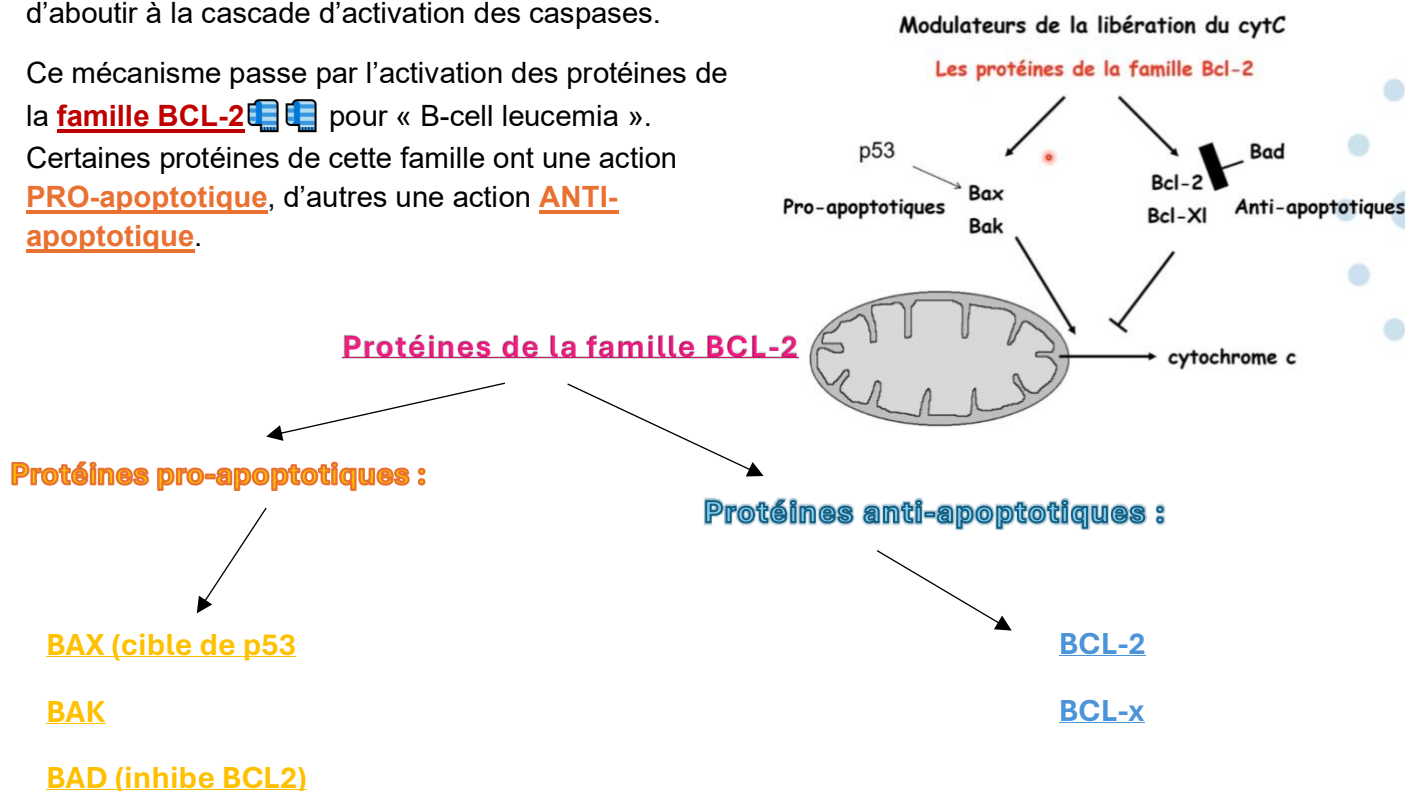 d’aboutir à la cascade d’activation des caspases.
Ce mécanisme passe par l’activation des protéines de
la famille BCL-2 pour « B-cell leucemia ».
Certaines protéines de cette famille ont une action
PRO-apoptotique, d’autres une action ANTI-
apoptotique.
Modulateurs de la libération du cytC
Les protéines de la famille Bcl-2
p53
Bax
Pro-apoptotiques
Bak
Bad
Bcl-2
Bcl-Xl
Anti-apoptotiques
cytochrome c
Protéines de la famille BCL-2
Protéines pro-apoptotiques :
Protéines anti-apoptotiques :
BAX (cible de p53
BAK
BAD (inhibe BCL2)
BCL-2
BCL-x